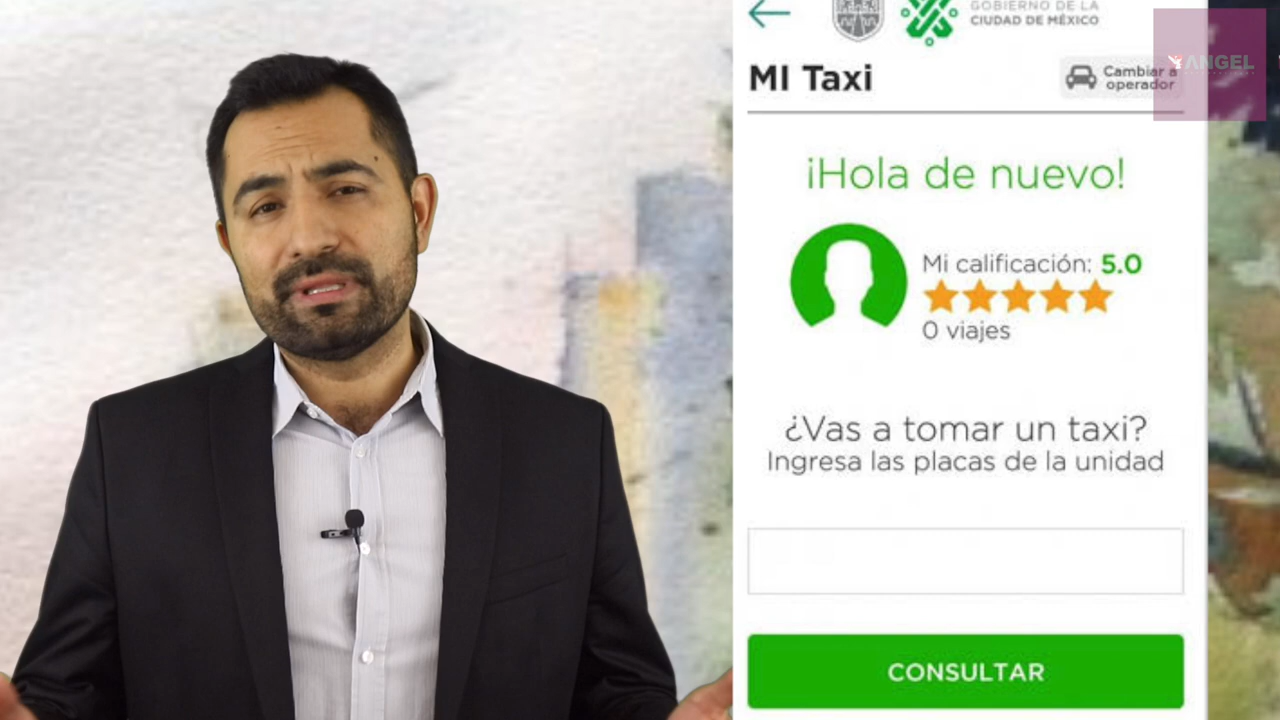 GOBIERNO DE LA
CIUDAD DE MÉXICO
ANGEL
MI Taxi
Cambiar a
operador
¡Hola de nuevo!
Mi calificación: 5.0
0 viajes
¿Vas a tomar un taxi?
Ingresa las placas de la unidad
CONSULTAR